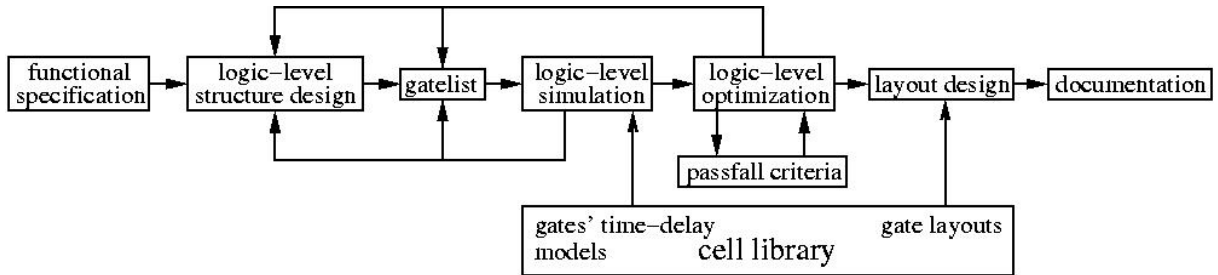 functional
specification
logic-level
structure design
gatelist
logic-level
simulation
logic-level
optimization
layout design
documentation
passfall criteria
gates' time-delay
models
gate layouts
cell library